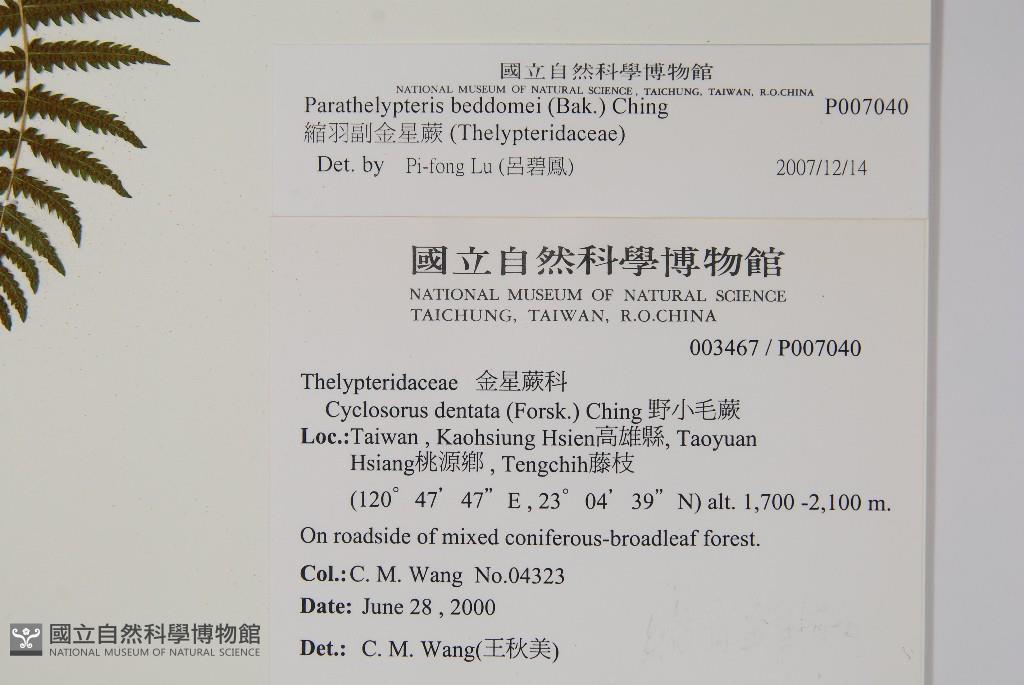 國立自然科學博物館
NATIONAL MUSEUM OF NATURAL SCIENCE, TAICHUNG, TAIWAN, R.O.CHINA
Parathelypteris beddomei (Bak.) Ching P007040
縮羽副金星蕨 (Thelypteridaceae)
Det. by Pi-fong Lu (呂碧鳳) 2007/12/14
國立自然科學博物館
NATIONAL MUSEUM OF NATURAL SCIENCE
TAICHUNG, TAIWAN, R.O.CHINA
003467 / P007040
Thelypteridaceae 金星蕨科
Cyclosorus dentata (Forsk.) Ching 野小毛蕨
Loc.:Taiwan , Kaohsiung Hsien高雄縣, Taoyuan
Hsiang桃源鄉 , Tengchih藤枝
(120° 47’ 47” E , 23° 04’ 39” N) alt. 1,700 -2,100 m.
On roadside of mixed coniferous-broadleaf forest.
Col.:C. M. Wang No.04323
Date: June 28 , 2000
Det.: C. M. Wang(王秋美)
國立自然科學博物館
NATIONAL MUSEUM OF NATURAL SCIENCE